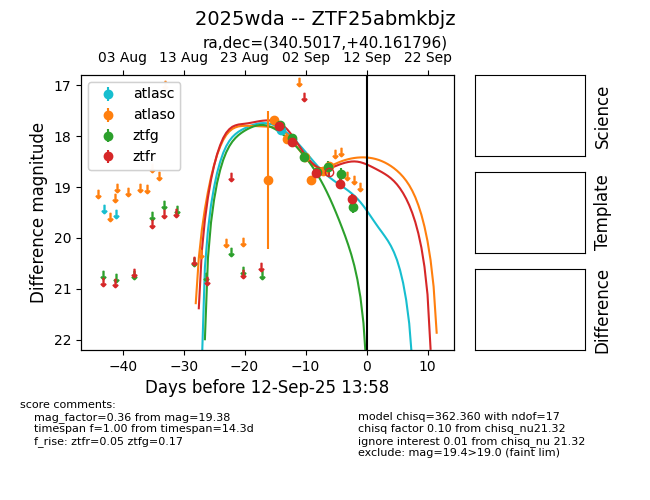 2025wda -- ZTF25abmkbjz
ra,dec=(340.5017,+40.161796)
03 Aug 13 Aug 23 Aug 02 Sep 12 Sep 22 Sep
atlasc
atlaso
ztfg
ztfr
17
18
19
20
21
22
Difference magnitude
−40 −30 −20 −10 0 10
Days before 12-Sep-25 13:58
Science
Template
Difference
score comments:
mag_factor=0.36 from mag=19.38
timespan f=1.00 from timespan=14.3d
f_rise: ztfr=0.05 ztfg=0.17
model chisq=362.360 with ndof=17
chisq factor 0.10 from chisq_nu21.32
ignore interest 0.01 from chisq_nu 21.32
exclude: mag=19.4>19.0 (faint lim)